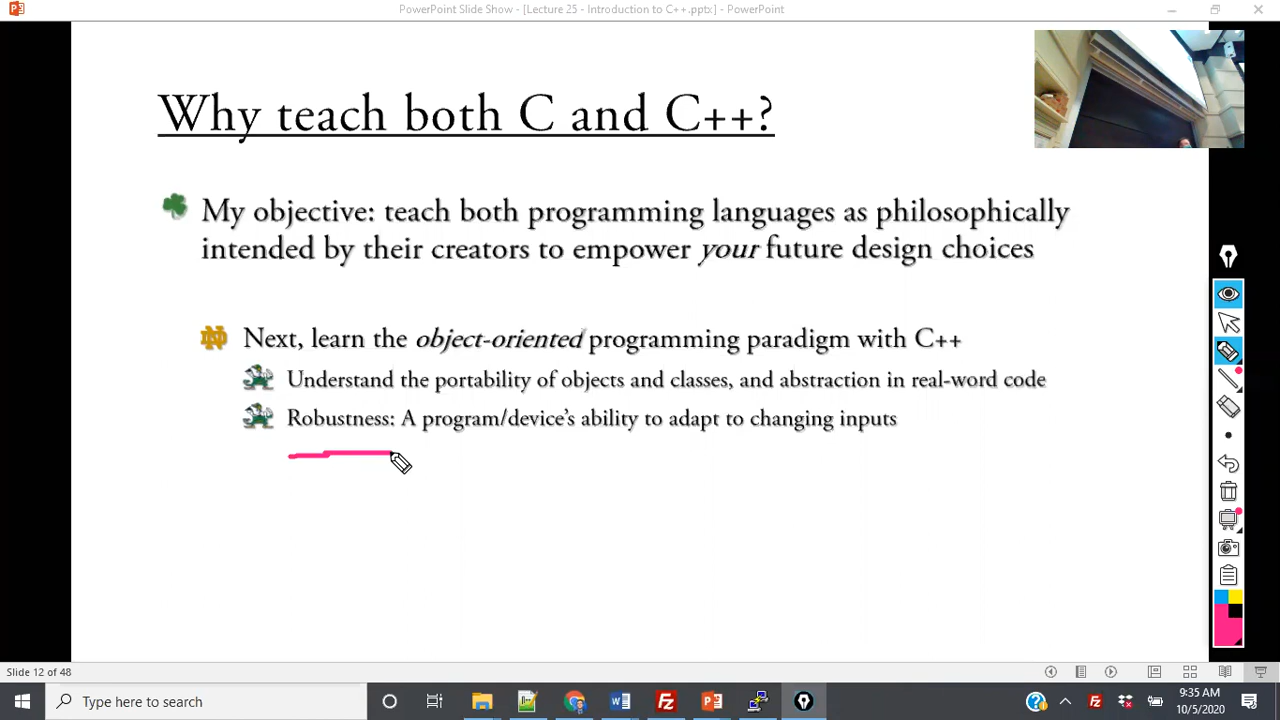 PowerPoint Slide Show - [Lecture 25 - Introduction to C++.pptx] - PowerPoint
Why teach both C and C++?
My objective: teach both programming languages as philosophically
intended by their creators to empower your future design choices
Next, learn the object-oriented programming paradigm with C++
Understand the portability of objects and classes, and abstraction in real-word code
Robustness: A program/device’s ability to adapt to changing inputs
Slide 12 of 48
Type here to search
9:35 AM
10/5/2020